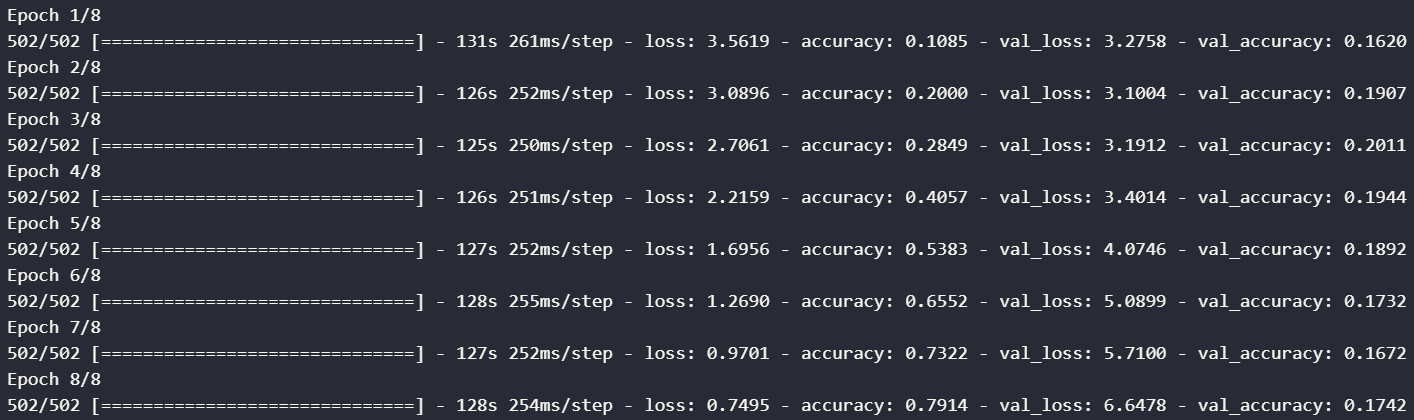 Epoch 1/8
502/502 [==============================] - 131s 261ms/step - loss: 3.5619 - accuracy: 0.1085 - val_loss: 3.2758 - val_accuracy: 0.1620
Epoch 2/8
502/502 [==============================] - 126s 252ms/step - loss: 3.0896 - accuracy: 0.2000 - val_loss: 3.1004 - val_accuracy: 0.1907
Epoch 3/8
502/502 [==============================] - 125s 250ms/step - loss: 2.7061 - accuracy: 0.2849 - val_loss: 3.1912 - val_accuracy: 0.2011
Epoch 4/8
502/502 [==============================] - 126s 251ms/step - loss: 2.2159 - accuracy: 0.4057 - val_loss: 3.4014 - val_accuracy: 0.1944
Epoch 5/8
502/502 [==============================] - 127s 252ms/step - loss: 1.6956 - accuracy: 0.5383 - val_loss: 4.0746 - val_accuracy: 0.1892
Epoch 6/8
502/502 [==============================] - 128s 255ms/step - loss: 1.2690 - accuracy: 0.6552 - val_loss: 5.0899 - val_accuracy: 0.1732
Epoch 7/8
502/502 [==============================] - 127s 252ms/step - loss: 0.9701 - accuracy: 0.7322 - val_loss: 5.7100 - val_accuracy: 0.1672
Epoch 8/8
502/502 [==============================] - 128s 254ms/step - loss: 0.7495 - accuracy: 0.7914 - val_loss: 6.6478 - val_accuracy: 0.1742